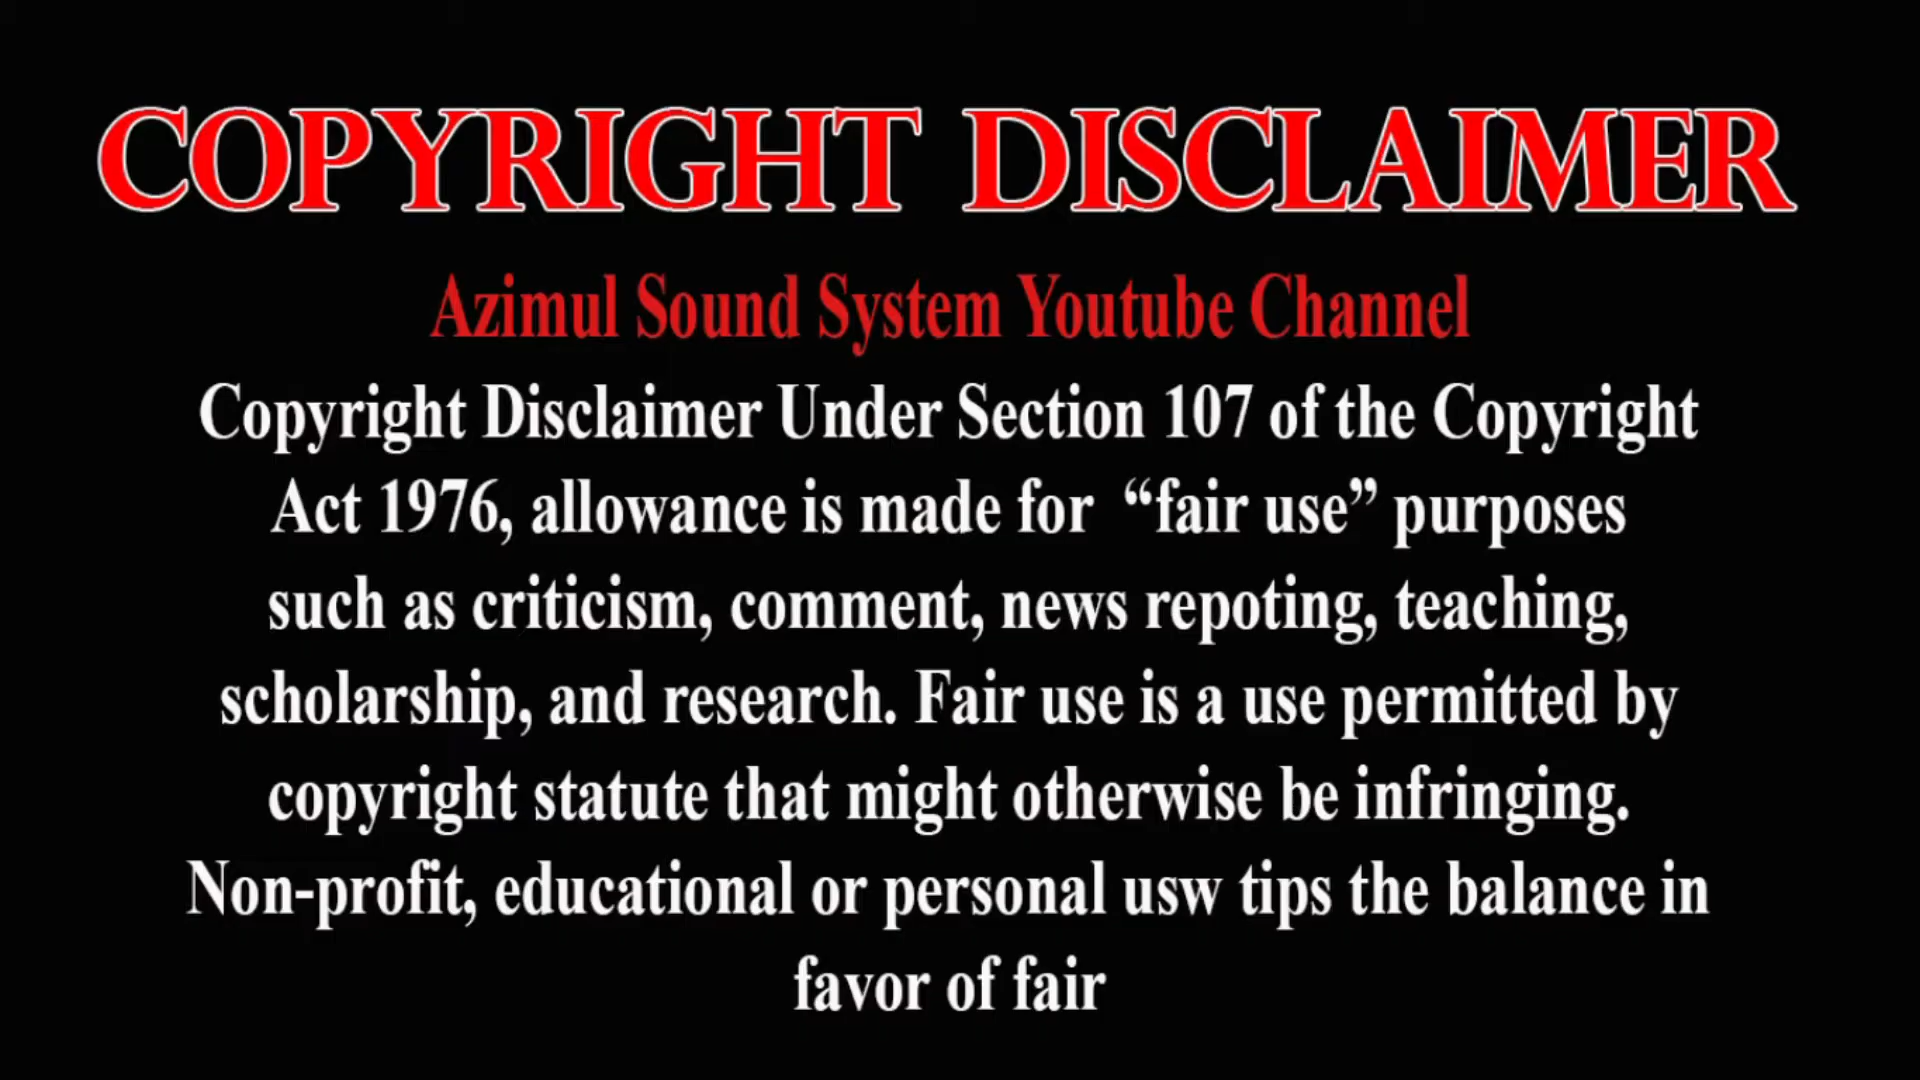 COPYRIGHT DISCLAIMER
Azimul Sound System Youtube Channel
Copyright Disclaimer Under Section 107 of the Copyright
Act 1976, allowance is made for “fair use” purposes
such as criticism, comment, news repoting, teaching,
scholarship, and research. Fair use is a use permitted by
copyright statute that might otherwise be infringing.
Non-profit, educational or personal usw tips the balance in
favor of fair